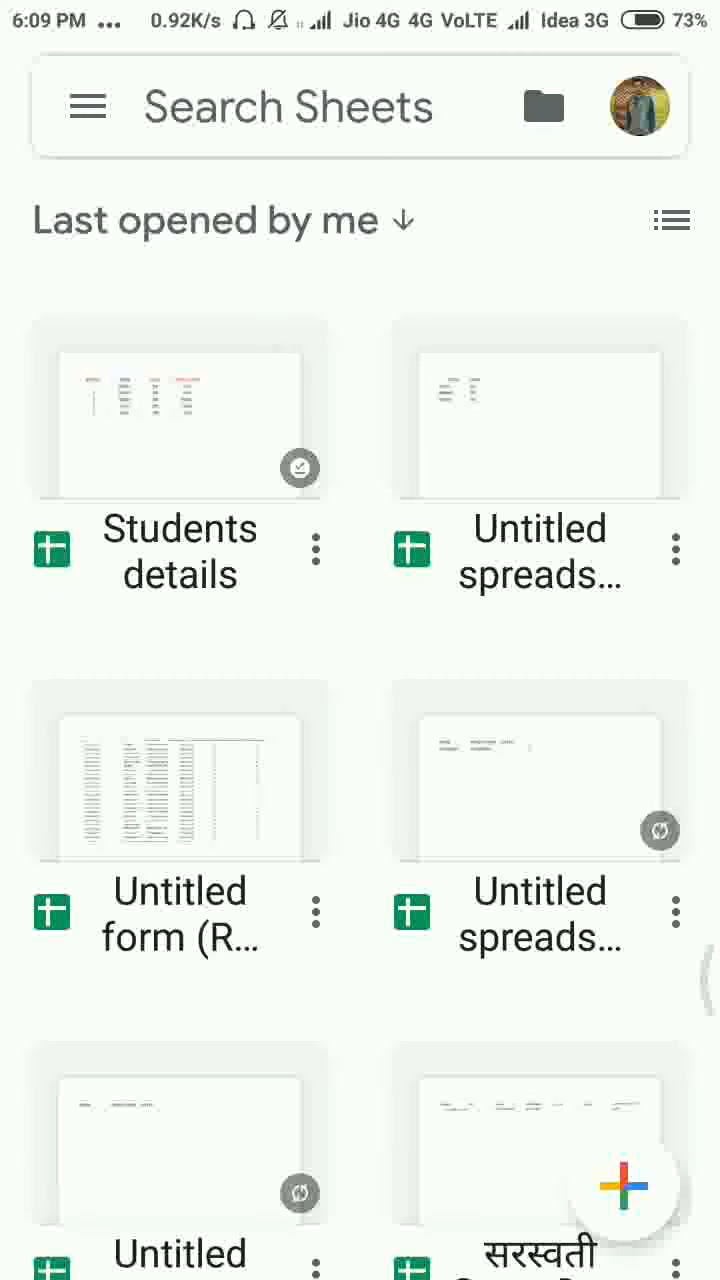 6:09 PM ... 0.92K/s Jio 4G 4G VoLTE Idea 3G 73%
Search Sheets
Last opened by me
Students
details
Untitled
spreads...
Untitled
form (R...
Untitled
spreads...
Untitled
सरस्वती